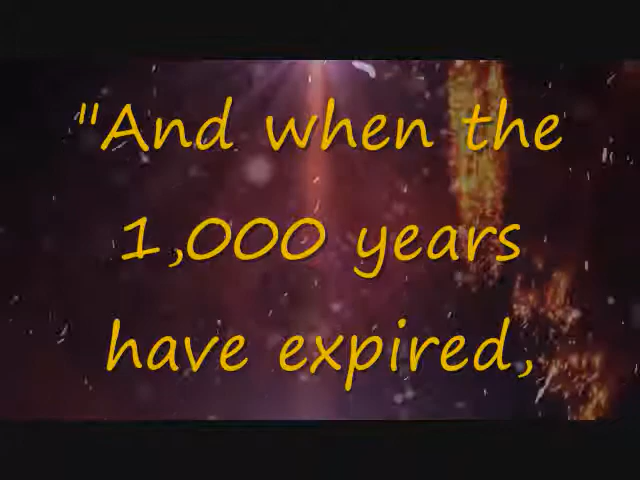 "And when the
1,000 years
have expired,